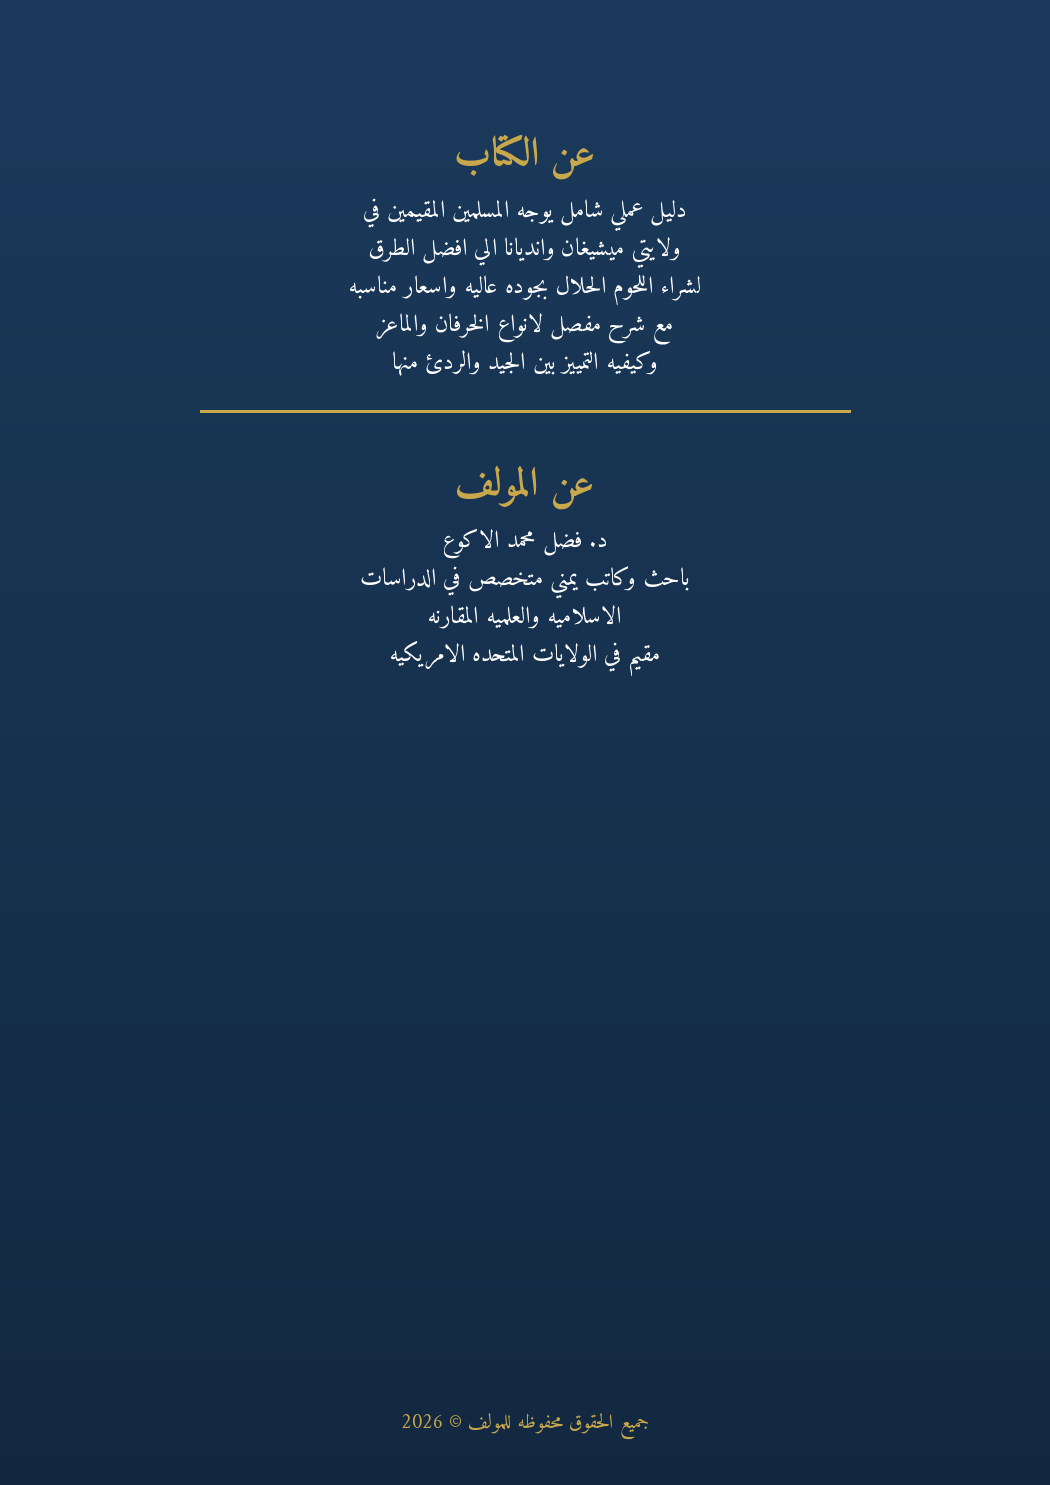 عن الكتاب
دليل عملي شامل يوجه المسلمين المقيمين في
ولايتي ميشيغان وانديانا الي افضل الطرق
لشراء اللحوم الحلال بجوده عاليه واسعار مناسبه
مع شرح مفصل لانواع الخرفان والماعز
وكيفيه التمييز بين الجيد والردئ منها
عن المولف
د. فضل محمد الاكوع
باحث وكاتب يمني متخصص في الدراسات
الاسلاميه والعلميه المقارنه
مقيم في الولايات المتحده الامريكيه
جميع الحقوق محفوظه للمولف © 2026